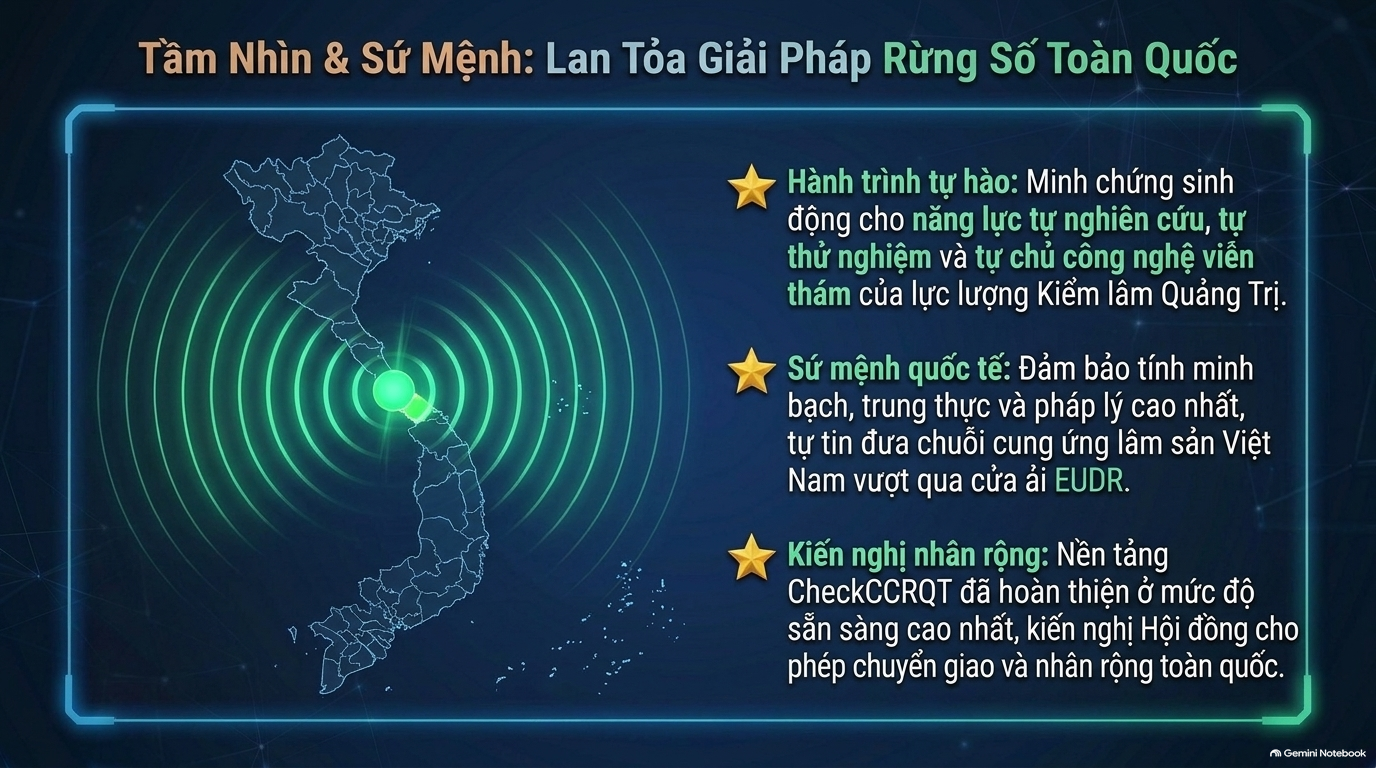 Tầm Nhìn & Sứ Mệnh: Lan Tỏa Giải Pháp Rừng Số Toàn Quốc
Hành trình tự hào: Minh chứng sinh
động cho năng lực tự nghiên cứu, tự
thử nghiệm và tự chủ công nghệ viễn
thám của lực lượng Kiểm lâm Quảng Trị.
Sứ mệnh quốc tế: Đảm bảo tính minh
bạch, trung thực và pháp lý cao nhất,
tự tin đưa chuỗi cung ứng lâm sản Việt
Nam vượt qua cửa ải EUDR.
Kiến nghị nhân rộng: Nền tảng
CheckCCRQT đã hoàn thiện ở mức độ
sẵn sàng cao nhất, kiến nghị Hội đồng cho
phép chuyển giao và nhân rộng toàn quốc.
Gemini Notebook